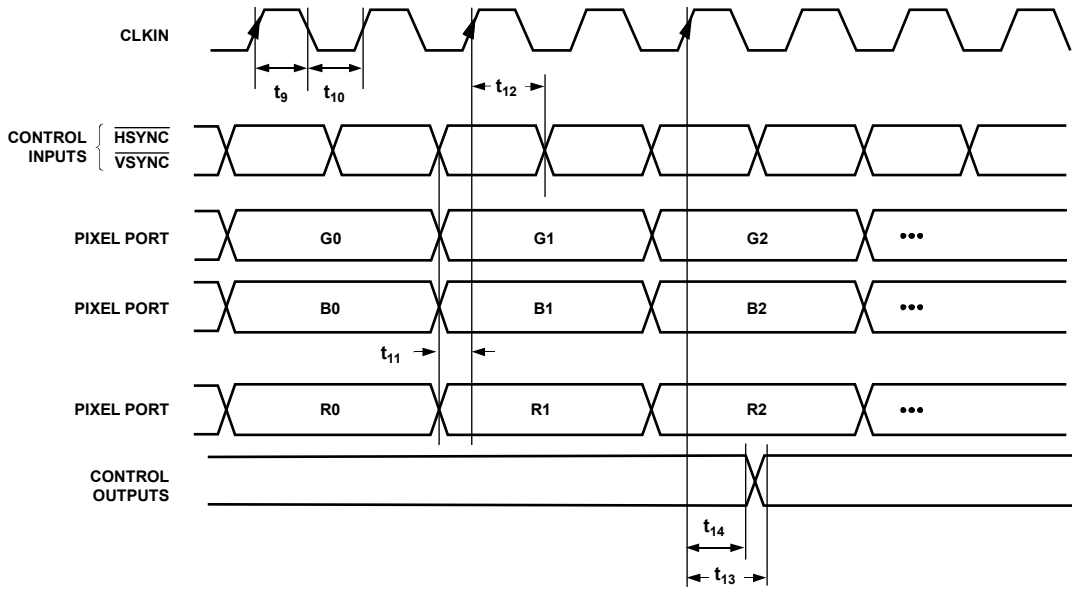 CLKIN
t9 t10 t12
CONTROL INPUTS { HSYNC VSYNC
PIXEL PORT G0 G1 G2 •••
PIXEL PORT B0 B1 B2 •••
t11
PIXEL PORT R0 R1 R2 •••
CONTROL OUTPUTS
t14
t13